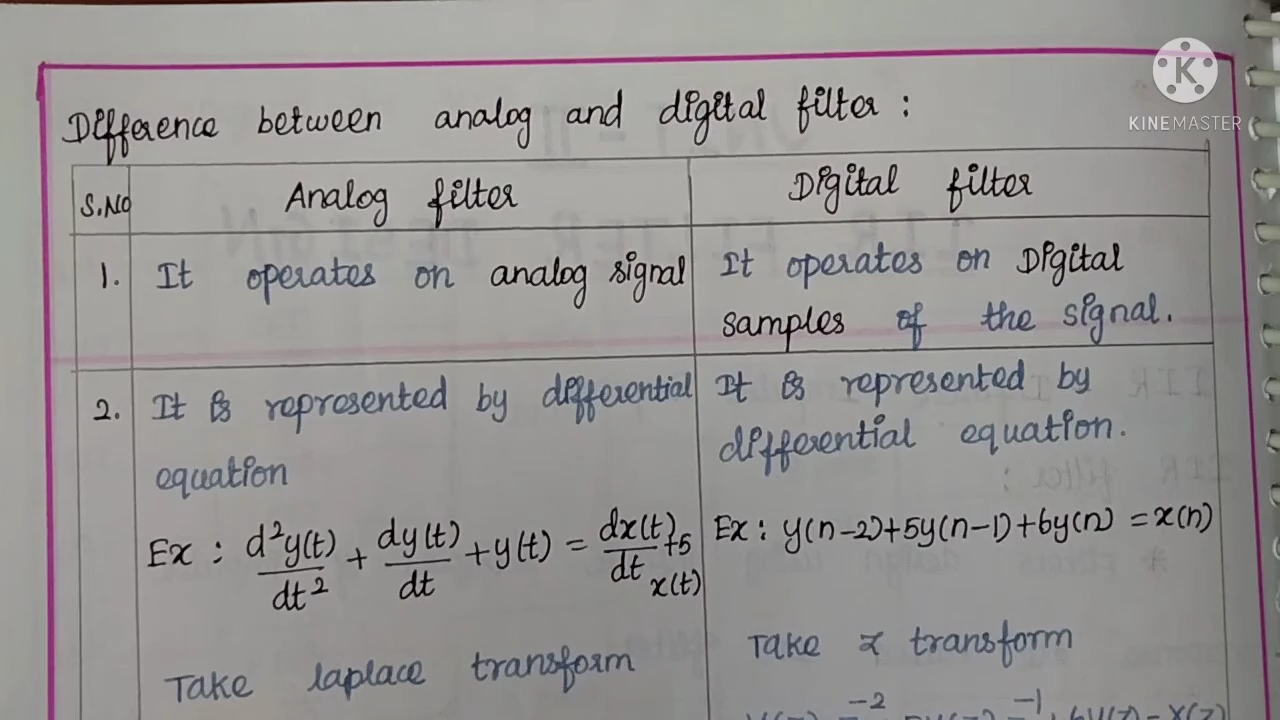 K
KINEMASTER
Difference between analog and digital filter :
S.No Analog filter Digital filter
1. It operates on analog signal
It operates on Digital
samples of the signal.
2. It is represented by differential
equation
Ex : d²y(t)/dt² + dy(t)/dt + y(t) = dx(t)/dt +5
x(t)
Take laplace transform
It is represented by
differential equation.
Ex : y(n-2)+5y(n-1)+6y(n) = x(n)
Take z transform